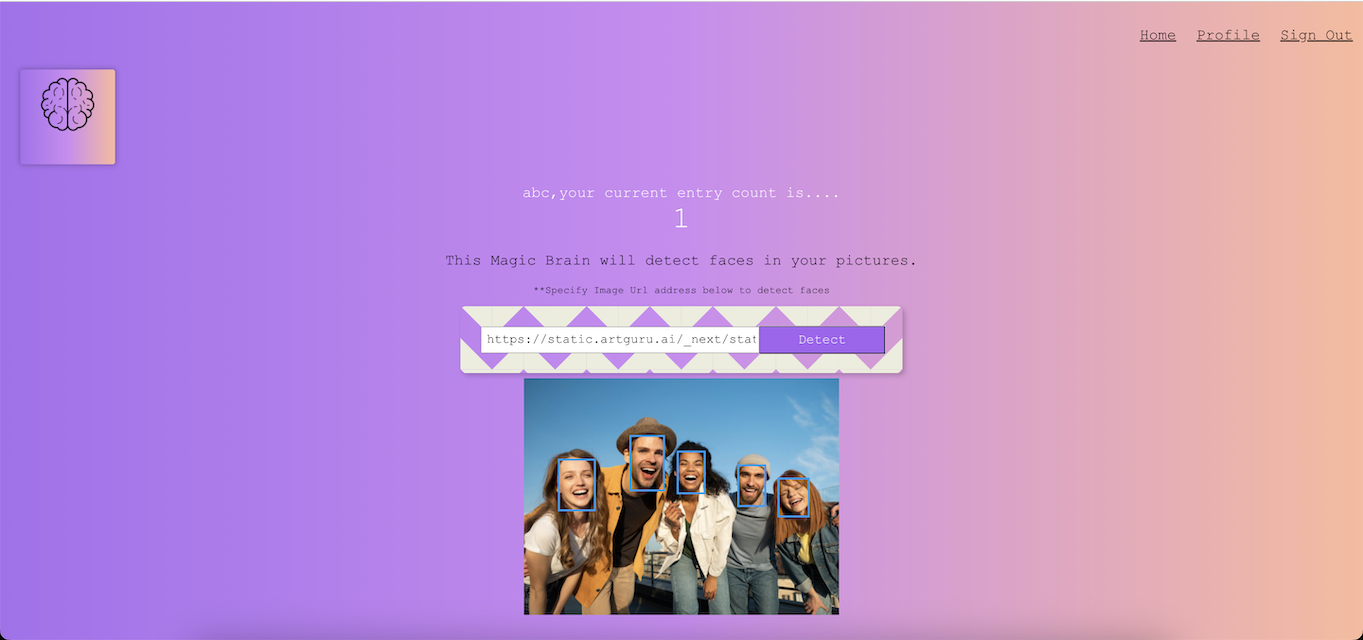 Home Profile Sign Out
abc,your current entry count is....
1
This Magic Brain will detect faces in your pictures.
**Specify Image Url address below to detect faces
https://static.artguru.ai/_next/stat Detect